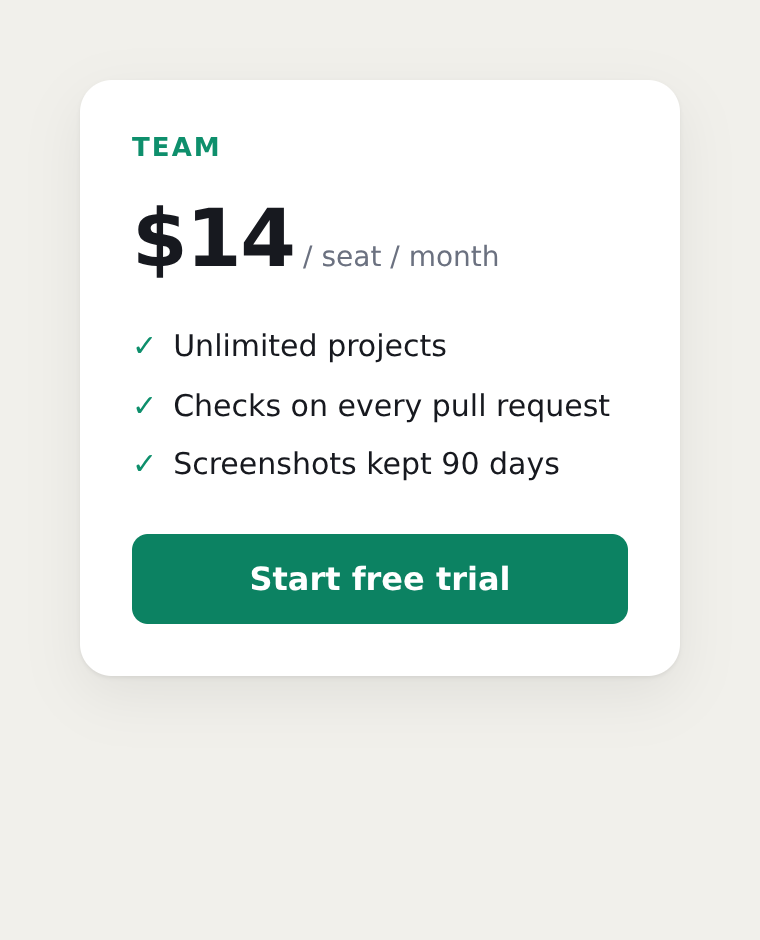 TEAM
$14 / seat / month
✓ Unlimited projects
✓ Checks on every pull request
✓ Screenshots kept 90 days
Start free trial